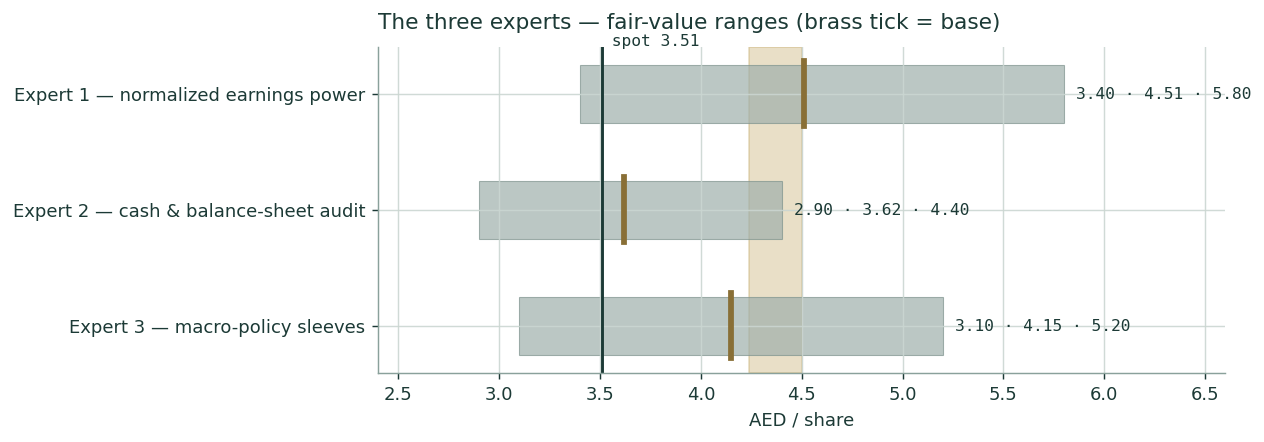 The three experts — fair-value ranges (brass tick = base)
spot 3.51
Expert 1 — normalized earnings power
3.40 · 4.51 · 5.80
Expert 2 — cash & balance-sheet audit
2.90 · 3.62 · 4.40
Expert 3 — macro-policy sleeves
3.10 · 4.15 · 5.20
2.5 3.0 3.5 4.0 4.5 5.0 5.5 6.0 6.5
AED / share